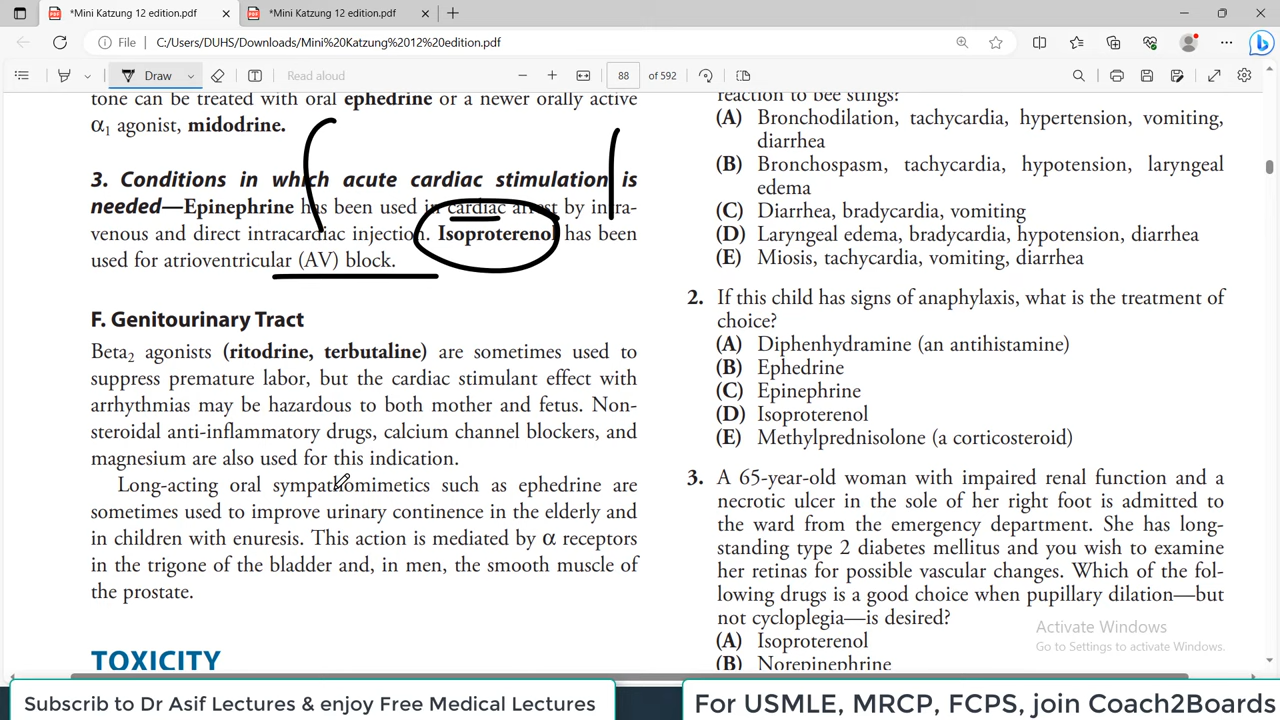 *Mini Katzung 12 edition.pdf
*Mini Katzung 12 edition.pdf
File
C:/Users/DUHS/Downloads/Mini%20Katzung%2012%20edition.pdf
Draw
Read aloud
88
of 592
tone can be treated with oral ephedrine or a newer orally active
α1 agonist, midodrine.
3. Conditions in which acute cardiac stimulation is
needed—Epinephrine has been used in cardiac arrest by intra-
venous and direct intracardiac injection. Isoproterenol has been
used for atrioventricular (AV) block.
F. Genitourinary Tract
Beta2 agonists (ritodrine, terbutaline) are sometimes used to
suppress premature labor, but the cardiac stimulant effect with
arrhythmias may be hazardous to both mother and fetus. Non-
steroidal anti-inflammatory drugs, calcium channel blockers, and
magnesium are also used for this indication.
Long-acting oral sympathomimetics such as ephedrine are
sometimes used to improve urinary continence in the elderly and
in children with enuresis. This action is mediated by α receptors
in the trigone of the bladder and, in men, the smooth muscle of
the prostate.
TOXICITY
reaction to bee stings?
(A) Bronchodilation, tachycardia, hypertension, vomiting,
diarrhea
(B) Bronchospasm, tachycardia, hypotension, laryngeal
edema
(C) Diarrhea, bradycardia, vomiting
(D) Laryngeal edema, bradycardia, hypotension, diarrhea
(E) Miosis, tachycardia, vomiting, diarrhea
2. If this child has signs of anaphylaxis, what is the treatment of
choice?
(A) Diphenhydramine (an antihistamine)
(B) Ephedrine
(C) Epinephrine
(D) Isoproterenol
(E) Methylprednisolone (a corticosteroid)
3. A 65-year-old woman with impaired renal function and a
necrotic ulcer in the sole of her right foot is admitted to
the ward from the emergency department. She has long-
standing type 2 diabetes mellitus and you wish to examine
her retinas for possible vascular changes. Which of the fol-
lowing drugs is a good choice when pupillary dilation—but
not cycloplegia—is desired?
(A) Isoproterenol
(B) Norepinephrine
Activate Windows
Go to Settings to activate Windows.
Subscrib to Dr Asif Lectures & enjoy Free Medical Lectures
For USMLE, MRCP, FCPS, join Coach2Boards